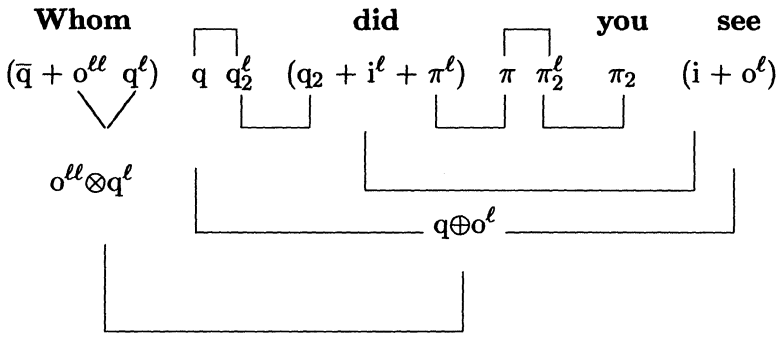 Whom did you see
(q̅ + oˡˡ qˡ) q q₂ˡ (q₂ + iˡ + πˡ) π π₂ˡ π₂ (i + oˡ)
oˡˡ⊗qˡ
q⊕oˡ